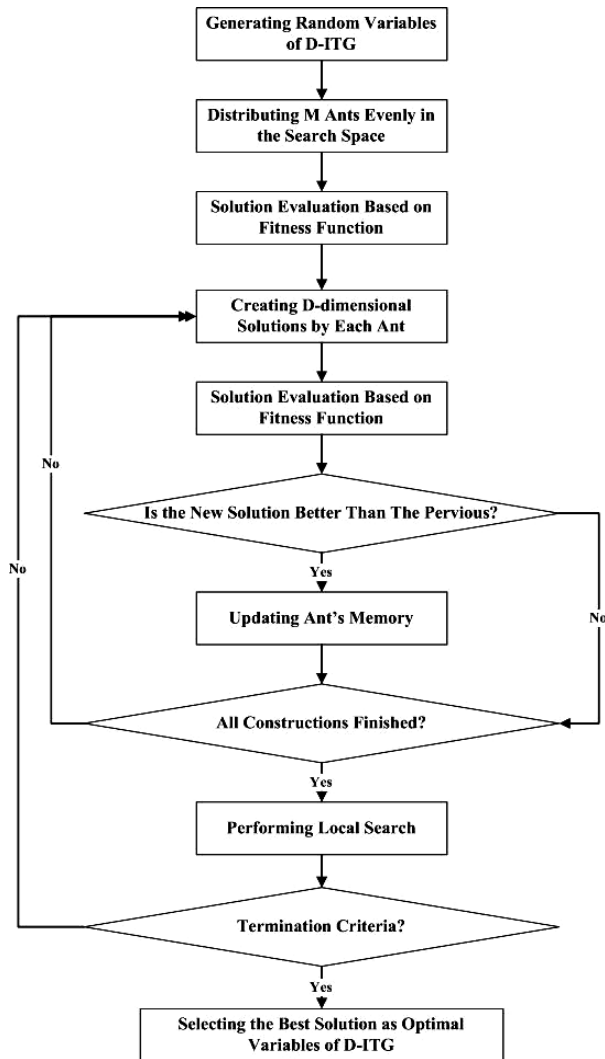 Generating Random Variables
of D-ITG
Distributing M Ants Evenly in
the Search Space
Solution Evaluation Based on
Fitness Function
Creating D-dimensional
Solutions by Each Ant
Solution Evaluation Based on
Fitness Function
No
Is the New Solution Better Than The Pervious?
No
Yes
Updating Ant's Memory
No
All Constructions Finished?
Yes
Performing Local Search
Termination Criteria?
Yes
Selecting the Best Solution as Optimal
Variables of D-ITG